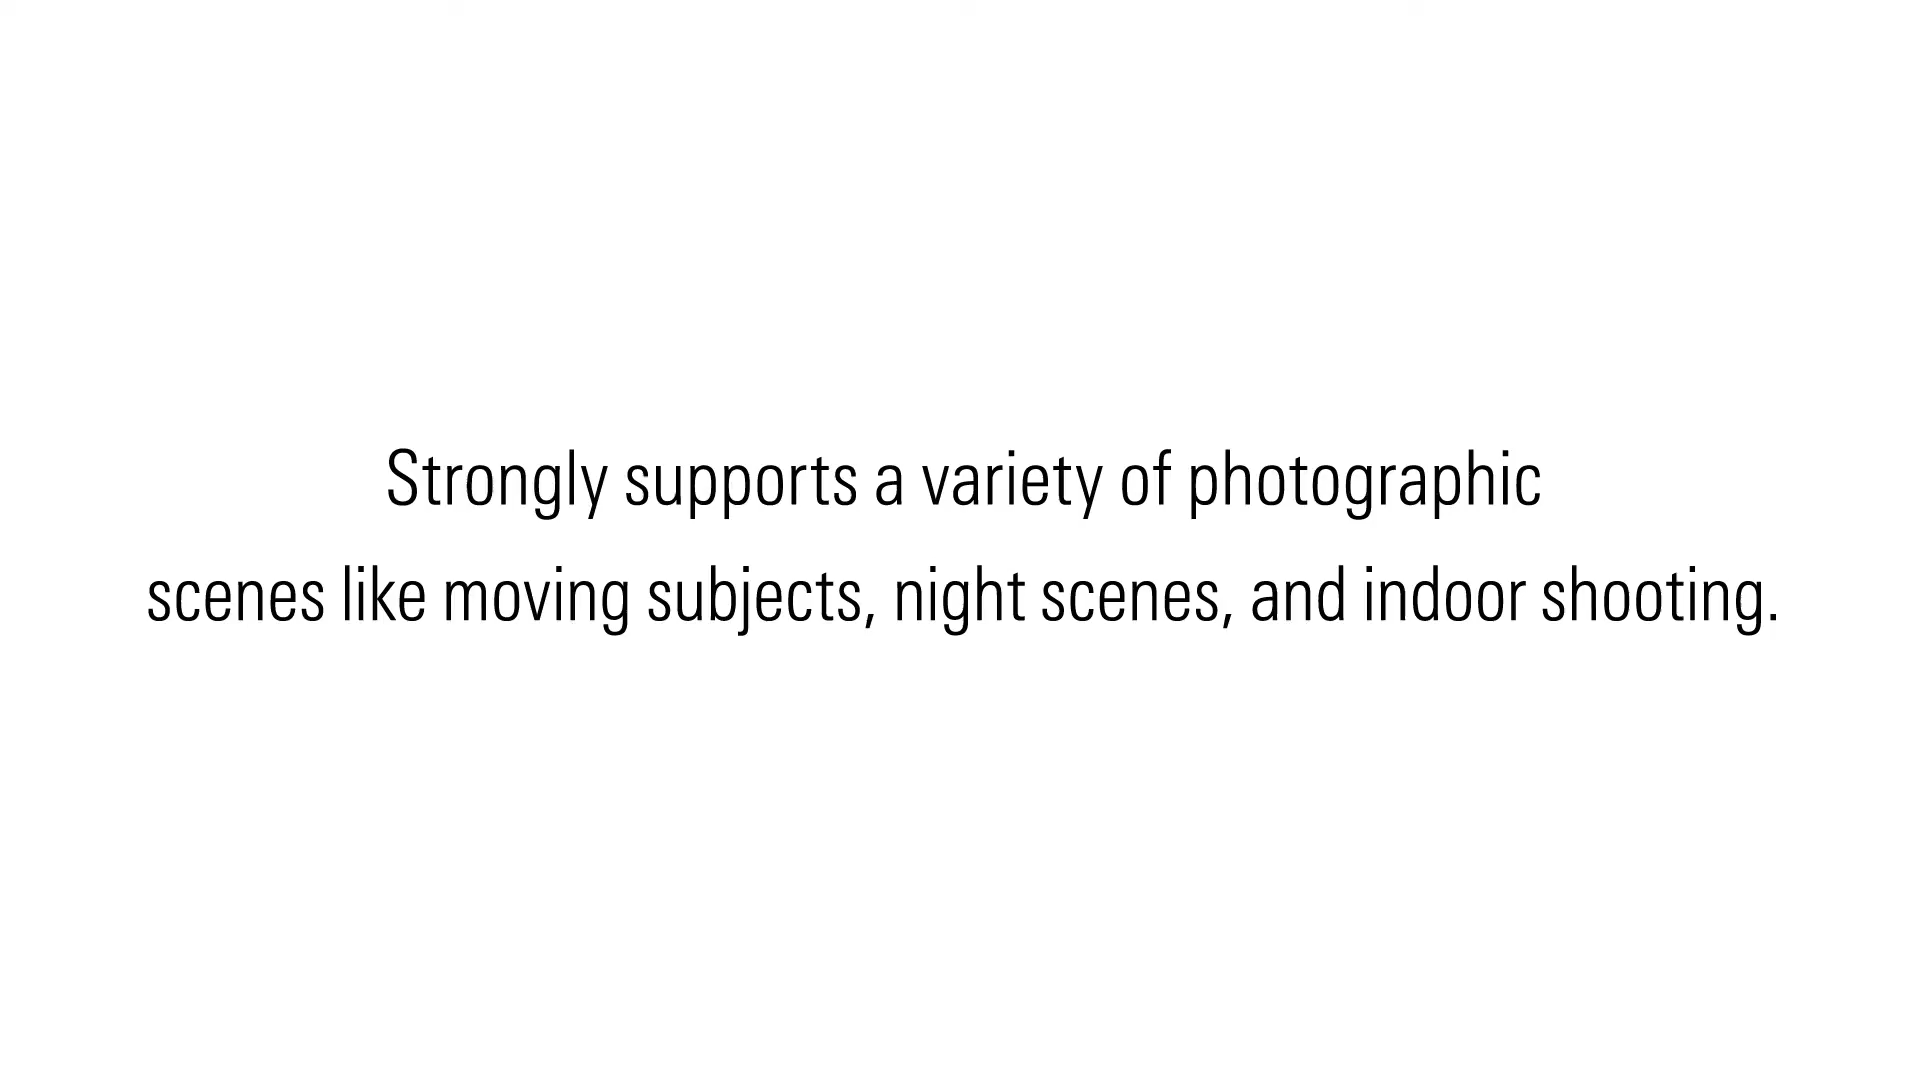 Strongly supports a variety of photographic
scenes like moving subjects, night scenes, and indoor shooting.